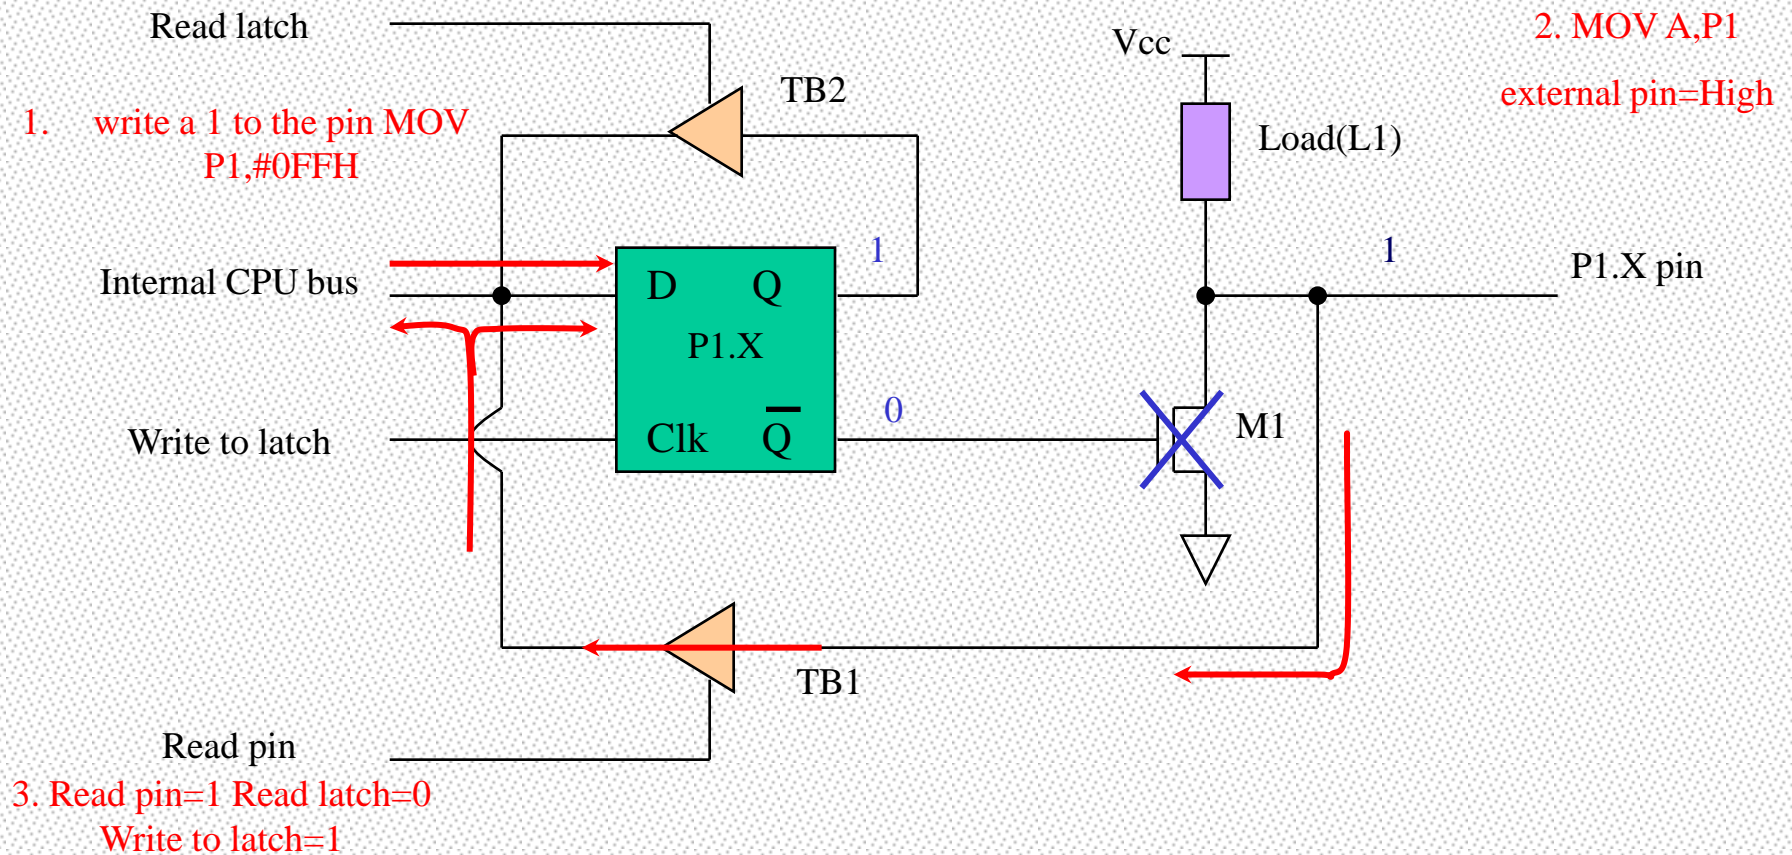 Read latch
2. MOV A,P1
Vcc
external pin=High
TB2
1. write a 1 to the pin MOV
P1,#0FFH
Load(L1)
1
1
P1.X pin
Internal CPU bus
D Q
P1.X
0
M1
Write to latch
Clk Q̅
TB1
Read pin
3. Read pin=1 Read latch=0
Write to latch=1